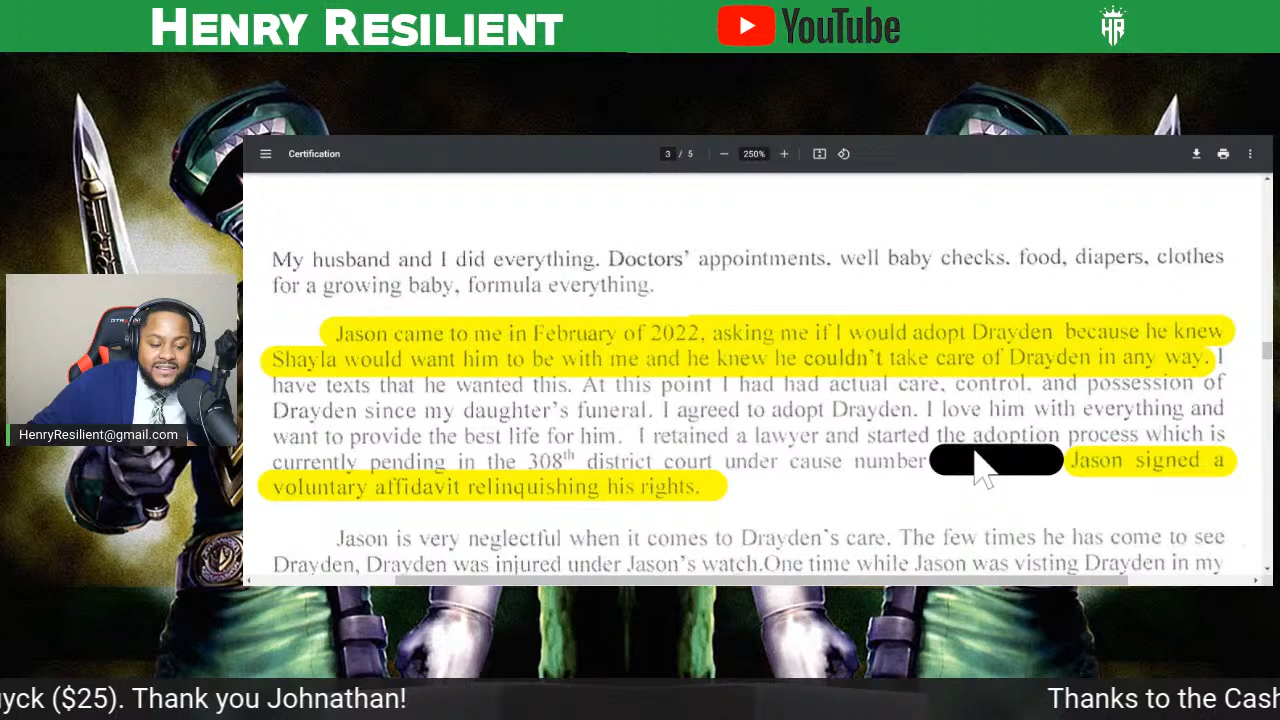 HENRY RESILIENT
YouTube
HR
Certification
3 / 5
250%
My husband and I did everything. Doctors' appointments. well baby checks. food, diapers, clothes
for a growing baby, formula everything.
Jason came to me in February of 2022, asking me if I would adopt Drayden because he knew
Shayla would want him to be with me and he knew he couldn't take care of Drayden in any way. I
have texts that he wanted this. At this point I had had actual care, control, and possession of
Drayden since my daughter's funeral. I agreed to adopt Drayden. I love him with everything and
want to provide the best life for him. I retained a lawyer and started the adoption process which is
currently pending in the 308th district court under cause number
Jason signed a
voluntary affidavit relinquishing his rights.
Jason is very neglectful when it comes to Drayden's care. The few times he has come to see
Drayden, Drayden was injured under Jason's watch.One time while Jason was visting Drayden in my
HenryResilient@gmail.com
($25). Thank you Johnathan!
Thanks to the Cash